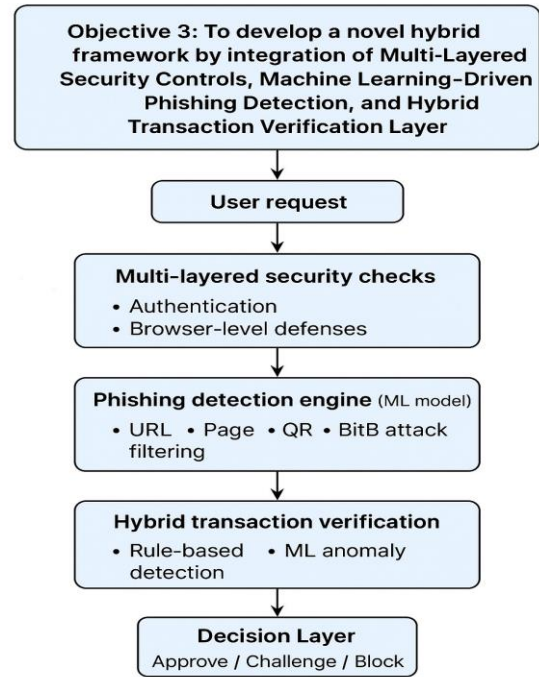 Objective 3: To develop a novel hybrid
framework by integration of Multi-Layered
Security Controls, Machine Learning-Driven
Phishing Detection, and Hybrid
Transaction Verification Layer
User request
Multi-layered security checks
• Authentication
• Browser-level defenses
Phishing detection engine (ML model)
• URL • Page • QR • BitB attack
filtering
Hybrid transaction verification
• Rule-based • ML anomaly
detection
Decision Layer
Approve / Challenge / Block